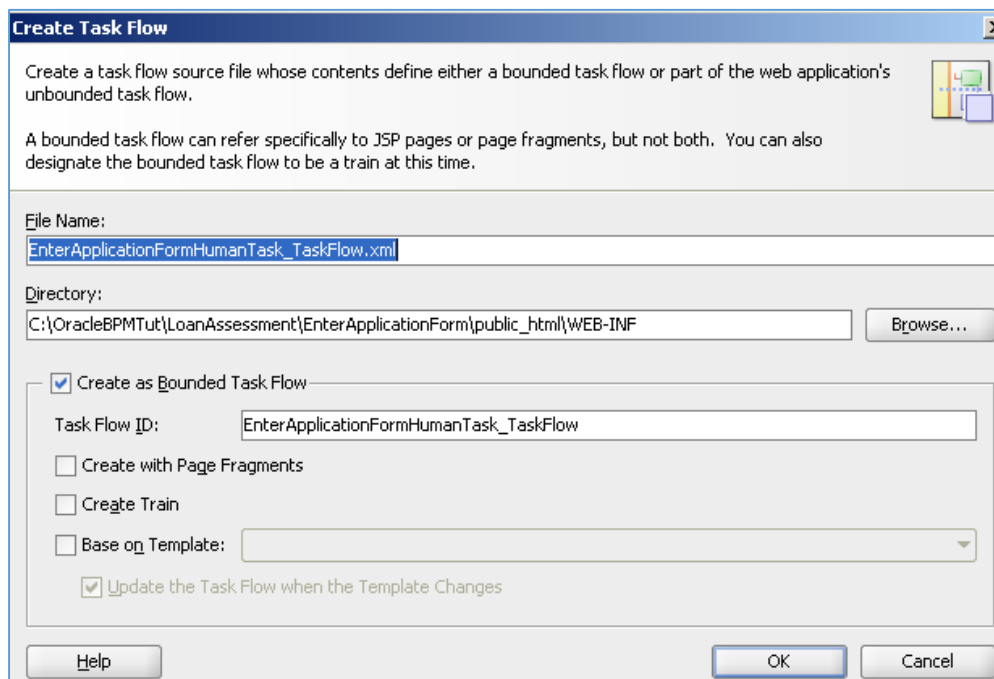 Create Task Flow
Create a task flow source file whose contents define either a bounded task flow or part of the web application's
unbounded task flow.
A bounded task flow can refer specifically to JSP pages or page fragments, but not both.  You can also
designate the bounded task flow to be a train at this time.
File Name:
EnterApplicationFormHumanTask_TaskFlow.xml
Directory:
C:\OracleBPMTut\LoanAssessment\EnterApplicationForm\public_html\WEB-INF
Browse...
Create as Bounded Task Flow
Task Flow ID:
EnterApplicationFormHumanTask_TaskFlow
Create with Page Fragments
Create Train
Base on Template:
Update the Task Flow when the Template Changes
Help
OK
Cancel